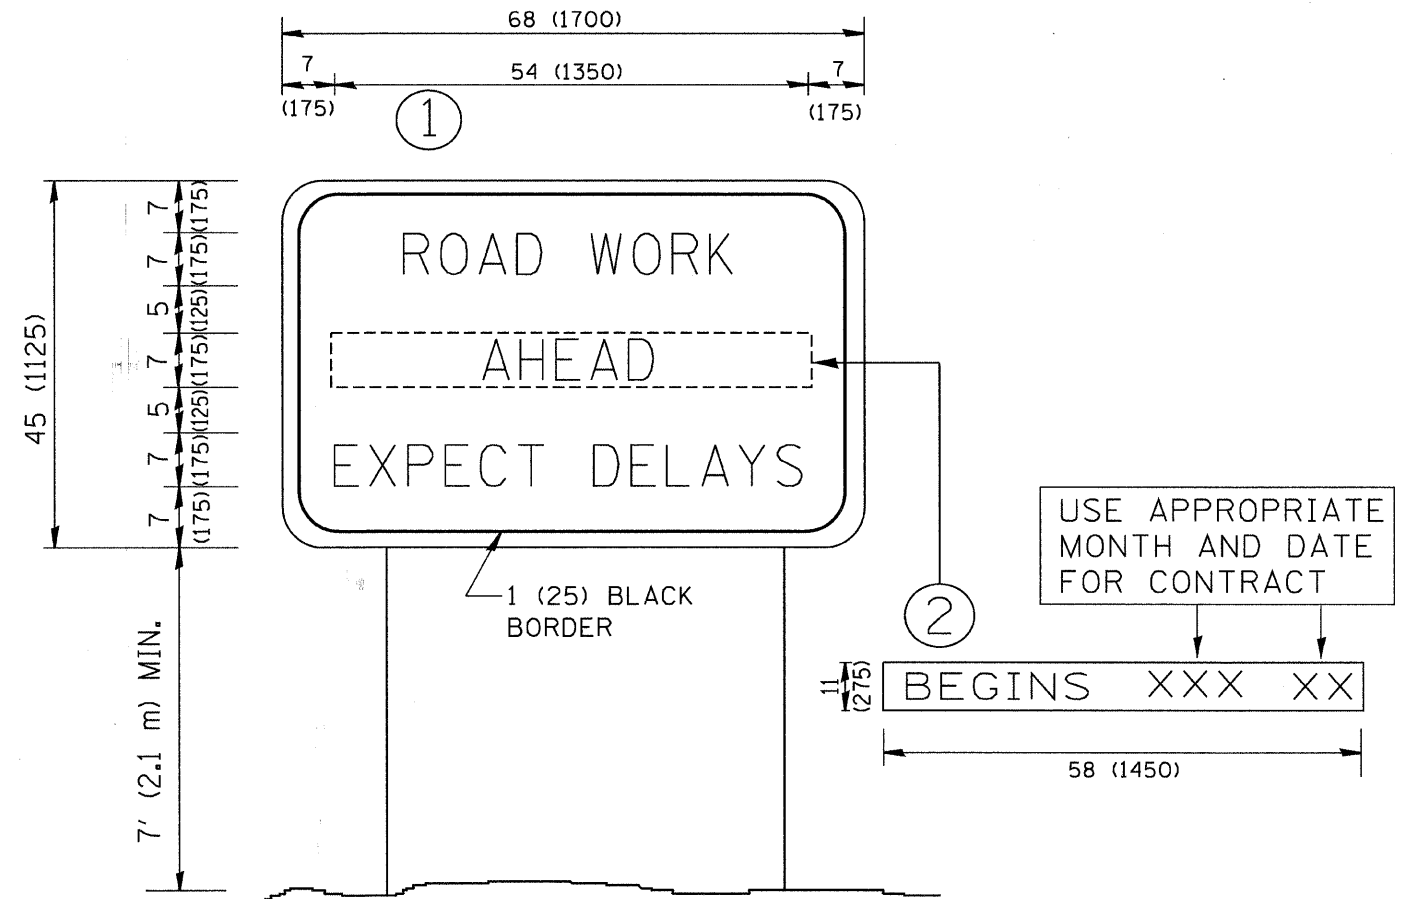 68 (1700)
7 54 (1350) 7
(175) (175)
1
7 (175)
7 (175)
5 (125)
7 (175)
5 (125)
7 (175)
7 (175)
45 (1125)
7' (2.1 m) MIN.
ROAD WORK
AHEAD
EXPECT DELAYS
1 (25) BLACK
BORDER
USE APPROPRIATE
MONTH AND DATE
FOR CONTRACT
2
11
(275)
BEGINS XXX XX
58 (1450)